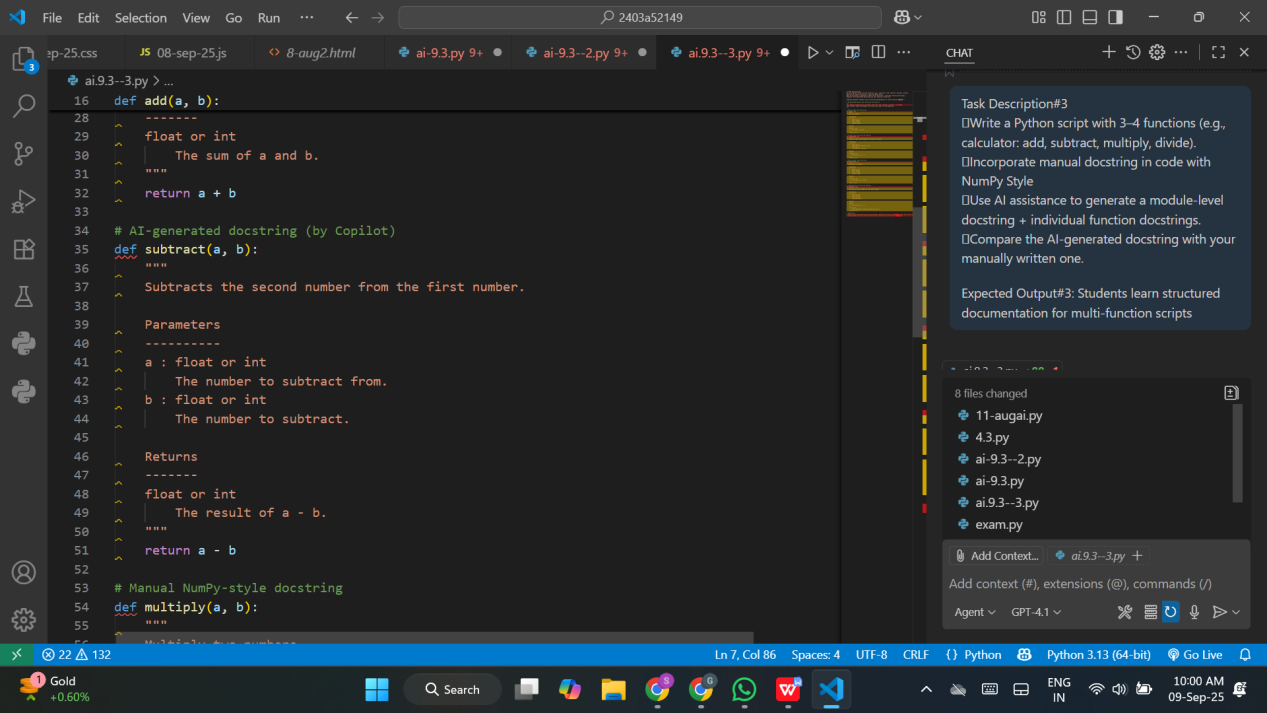 File Edit Selection View Go Run ··· 2403a52149
ep-25.css JS 08-sep-25.js <> 8-aug2.html ai-9.3.py 9+ ai-9.3--2.py 9+ ai.9.3--3.py 9+
ai.9.3--3.py > ...
16 def add(a, b):
28 -------
29 float or int
30 The sum of a and b.
31 """
32 return a + b
33
34 # AI-generated docstring (by Copilot)
35 def subtract(a, b):
36 """
37 Subtracts the second number from the first number.
38
39 Parameters
40 ----------
41 a : float or int
42 The number to subtract from.
43 b : float or int
44 The number to subtract.
45
46 Returns
47 -------
48 float or int
49 The result of a - b.
50 """
51 return a - b
52
53 # Manual NumPy-style docstring
54 def multiply(a, b):
55 """
56 Multiply two numbers
CHAT
Task Description#3
Write a Python script with 3–4 functions (e.g.,
calculator: add, subtract, multiply, divide).
Incorporate manual docstring in code with
NumPy Style
Use AI assistance to generate a module-level
docstring + individual function docstrings.
Compare the AI-generated docstring with your
manually written one.
Expected Output#3: Students learn structured
documentation for multi-function scripts
8 files changed
11-augai.py
4.3.py
ai-9.3--2.py
ai-9.3.py
ai.9.3--3.py
exam.py
Add Context... ai.9.3--3.py +
Add context (#), extensions (@), commands (/)
Agent GPT-4.1
3
22 132 Ln 7, Col 86 Spaces: 4 UTF-8 CRLF {} Python Python 3.13 (64-bit) Go Live
1
Gold
+0.60%
Search
S
G
ENG
IN
10:00 AM
09-Sep-25